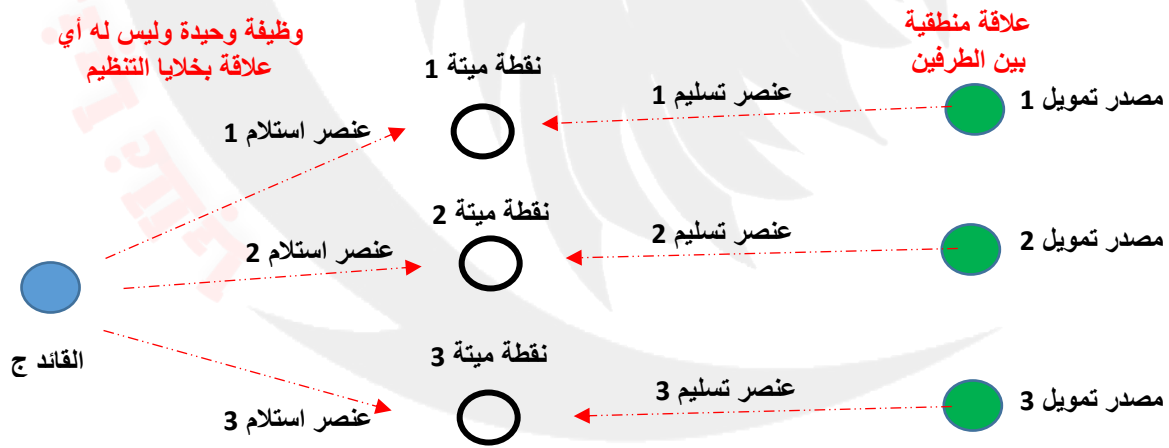 علاقة منطقية
بين الطرفين
وظيفة وحيدة وليس له أي
علاقة بخلايا التنظيم
نقطة ميتة 1
مصدر تمويل 1
عنصر تسليم 1
عنصر استلام 1
نقطة ميتة 2
مصدر تمويل 2
عنصر تسليم 2
عنصر استلام 2
القائد ج
نقطة ميتة 3
مصدر تمويل 3
عنصر تسليم 3
عنصر استلام 3